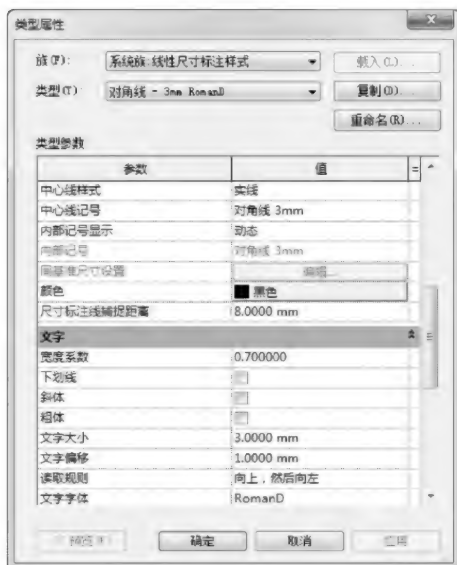 类型属性
族(F): 系统族:线性尺寸标注样式 载入(L)...
类型(T): 对角线 - 3mm RomanD 复制(D)...
重命名(R)...
类型参数
参数 值 =
中心线样式 实线
中心线记号 对角线 3mm
内部记号显示 动态
内部记号 对角线 3mm
同基准尺寸设置 编辑...
颜色 黑色
尺寸标注线捕捉距离 8.0000 mm
文字
宽度系数 0.700000
下划线
斜体
粗体
文字大小 3.0000 mm
文字偏移 1.0000 mm
读取规则 向上，然后向左
文字字体 RomanD
确定 取消 应用